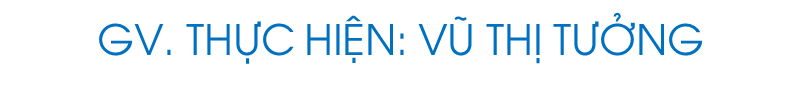 GV. THỰC HIỆN: VŨ THỊ TƯỞNG